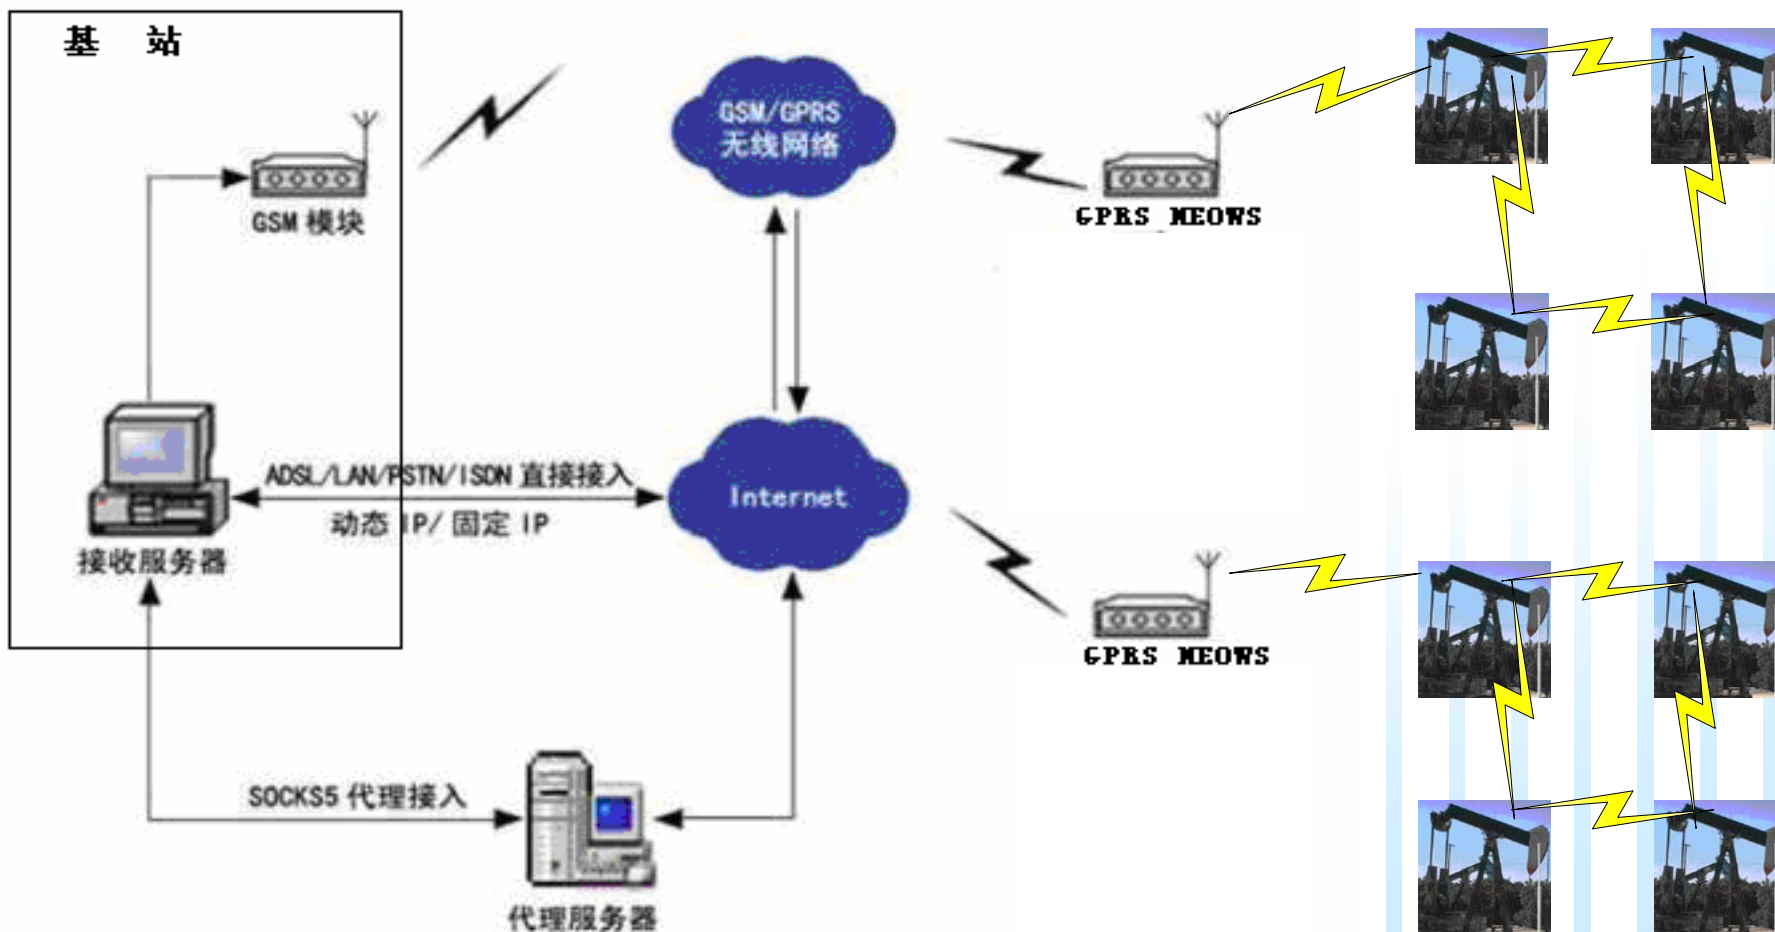 基 站
GSM/GPRS
无线网络
GSM 模块
GPRS MEOWS
ADSL/LAN/PSTN/ISDN 直接接入
动态 IP/ 固定 IP
Internet
接收服务器
GPRS MEOWS
SOCKS5 代理接入
代理服务器